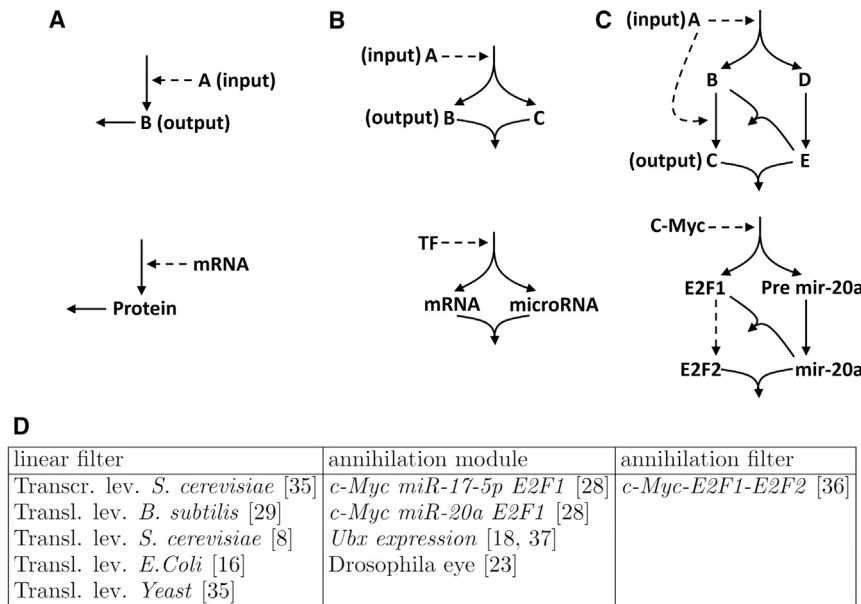 A
B
C
A (input)
B (output)
(input) A
(output) B
C
(input) A
B
D
(output) C
E
mRNA
Protein
TF
mRNA
microRNA
C-Myc
E2F1
Pre mir-20a
E2F2
mir-20a
D
linear filter
annihilation module
annihilation filter
Transcr. lev. S. cerevisiae [35]
c-Myc miR-17-5p E2F1 [28]
c-Myc-E2F1-E2F2 [36]
Transl. lev. B. subtilis [29]
c-Myc miR-20a E2F1 [28]
Transl. lev. S. cerevisiae [8]
Ubx expression [18, 37]
Transl. lev. E.Coli [16]
Drosophila eye [23]
Transl. lev. Yeast [35]